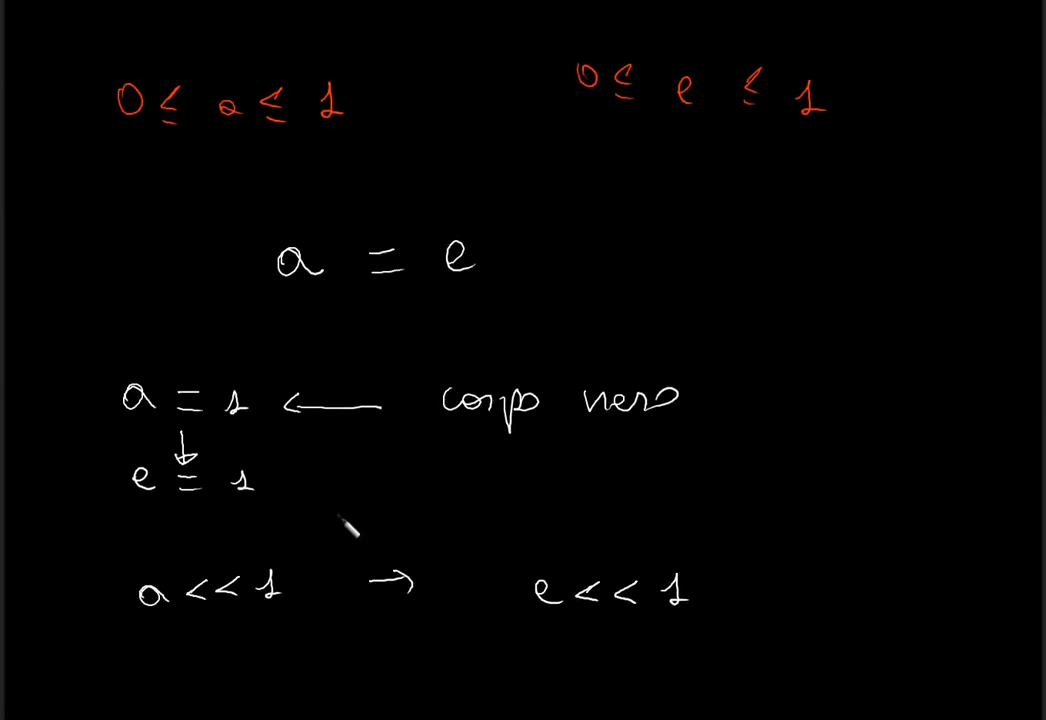 0 ≤ a ≤ 1 0 ≤ e ≤ 1
a = e
a = 1 ← corpo nero
↓
e = 1
a << 1 → e << 1